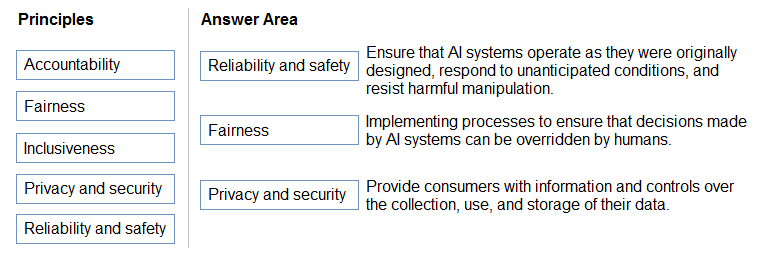 Principles
Accountability
Fairness
Inclusiveness
Privacy and security
Reliability and safety
Answer Area
Reliability and safety
Ensure that AI systems operate as they were originally
designed, respond to unanticipated conditions, and
resist harmful manipulation.
Fairness
Implementing processes to ensure that decisions made
by AI systems can be overridden by humans.
Privacy and security
Provide consumers with information and controls over
the collection, use, and storage of their data.